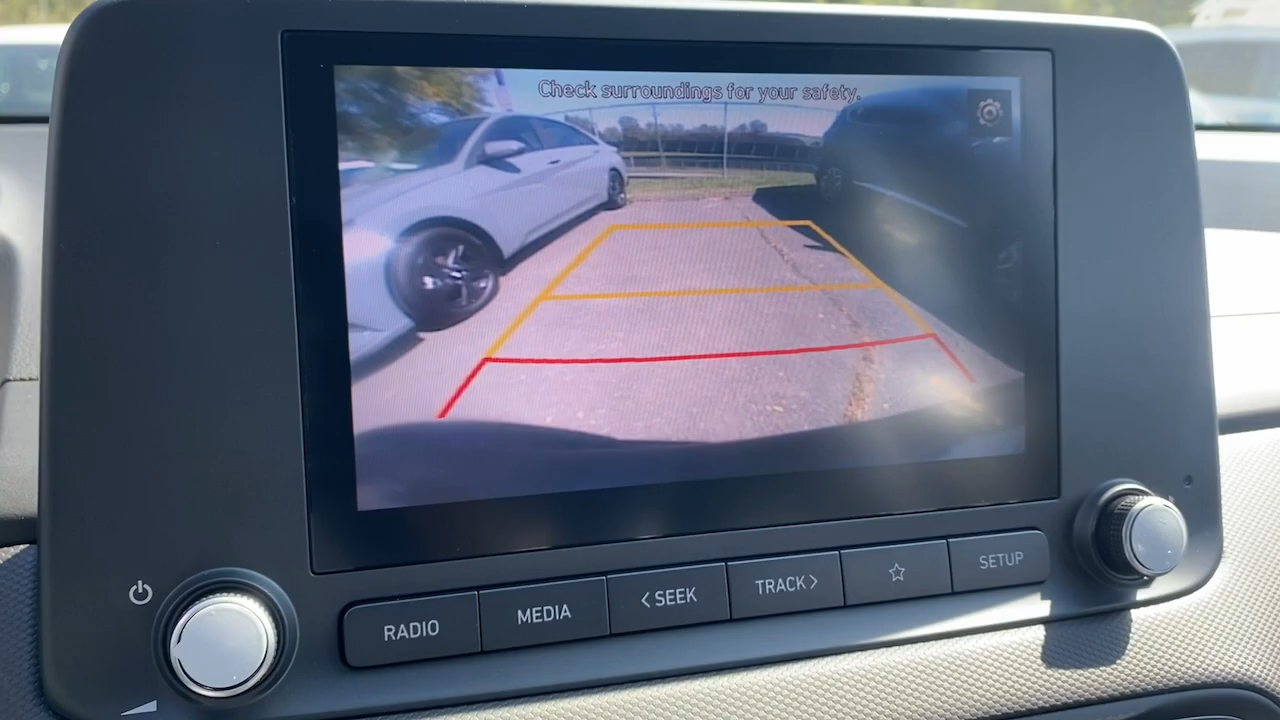 Check surroundings for your safety.
RADIO
MEDIA
< SEEK
TRACK >
SETUP